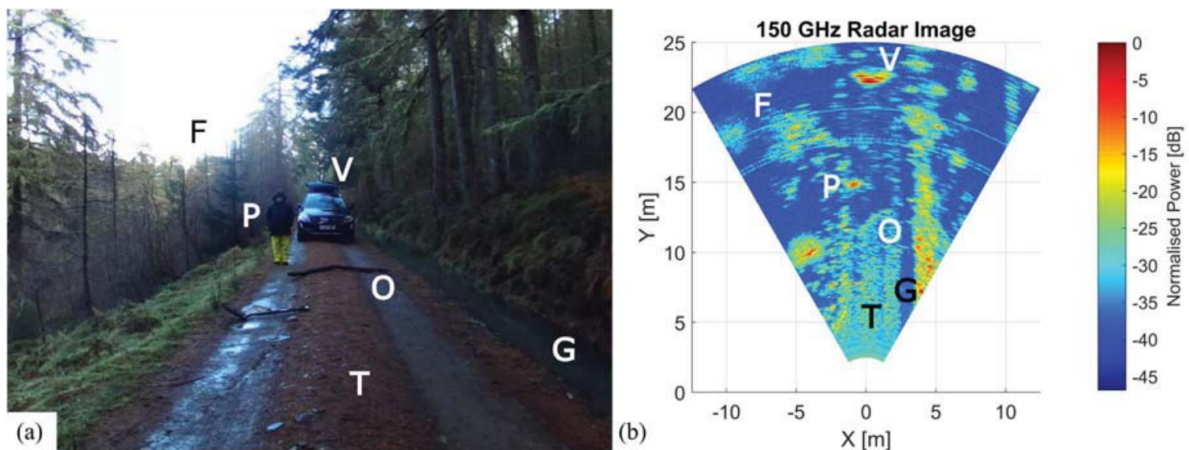 F
V
P
O
G
T
(a)
150 GHz Radar Image
25
20
15
10
5
0
Y [m]
V
F
P
O
G
T
-10
-5
0
5
10
X [m]
(b)
0
-5
-10
-15
-20
-25
-30
-35
-40
-45
Normalised Power [dB]